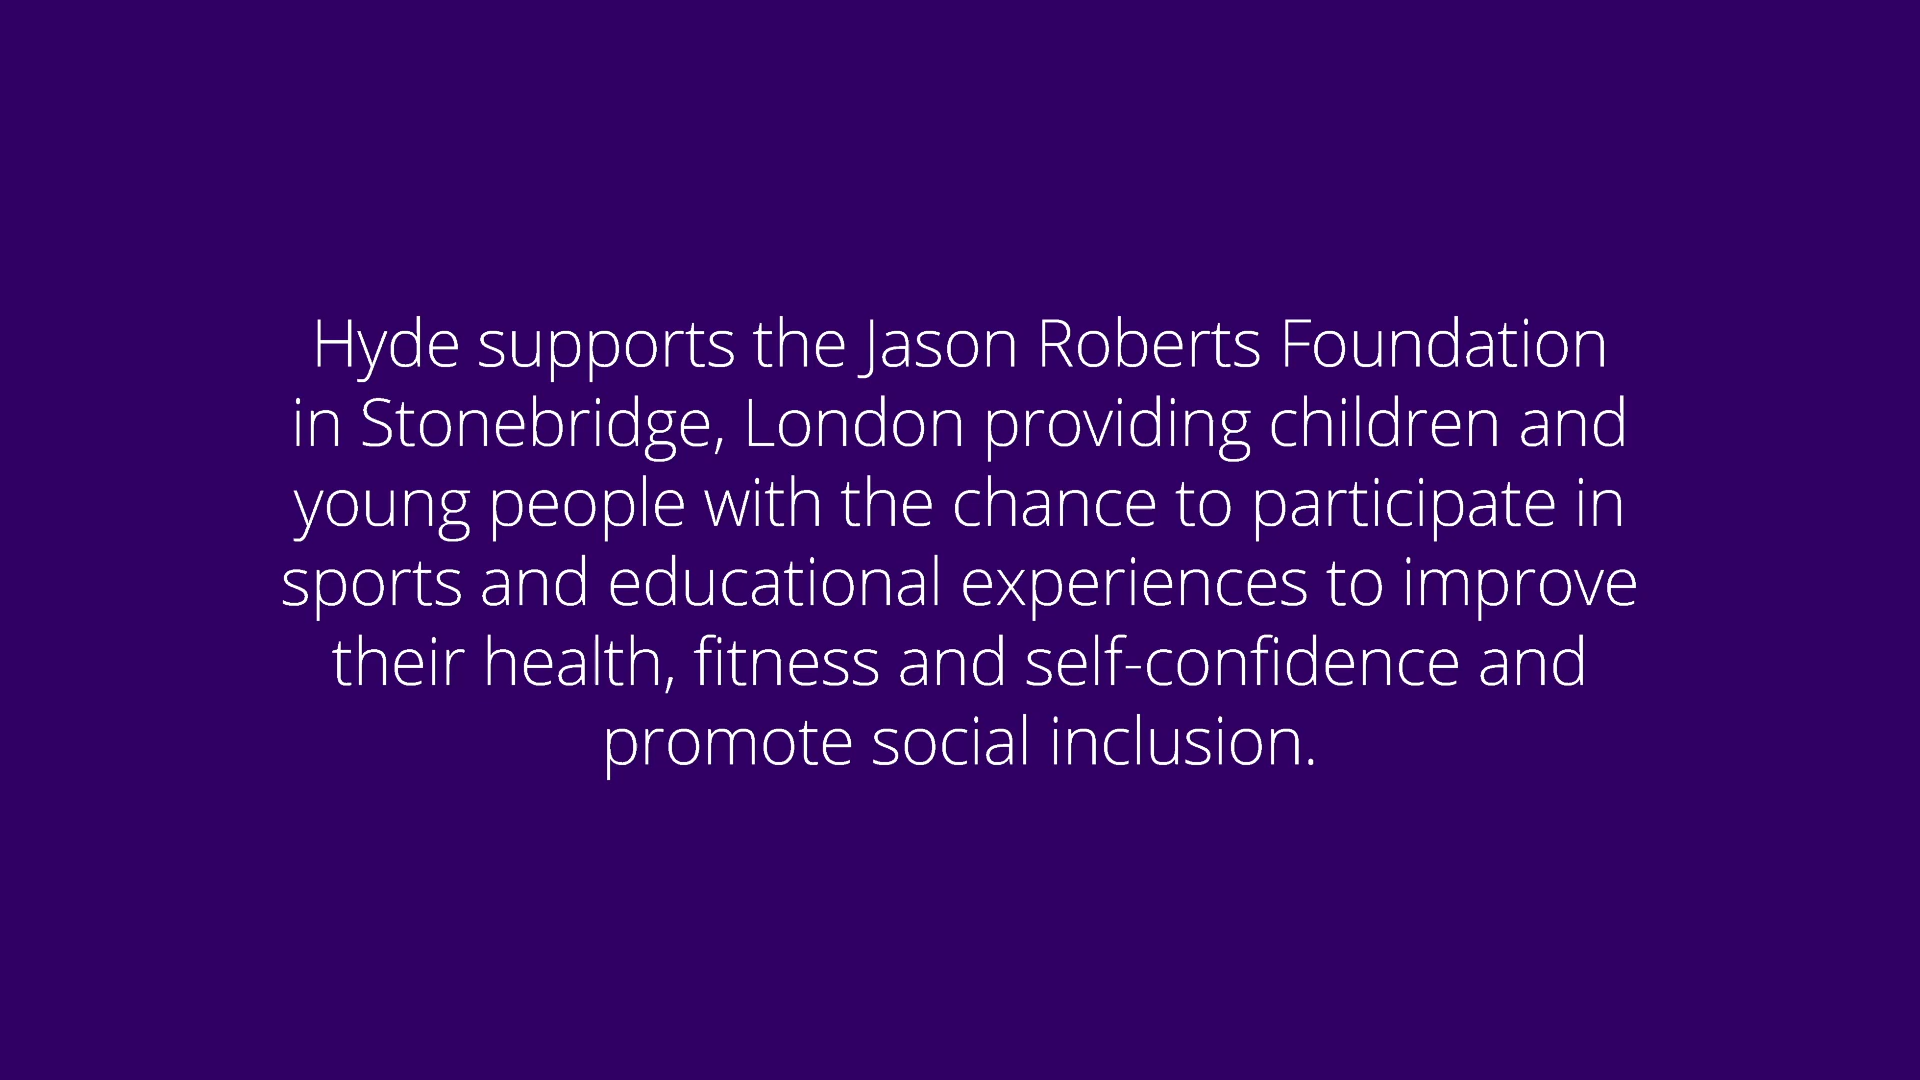 Hyde supports the Jason Roberts Foundation
in Stonebridge, London providing children and
young people with the chance to participate in
sports and educational experiences to improve
their health, fitness and self-confidence and
promote social inclusion.